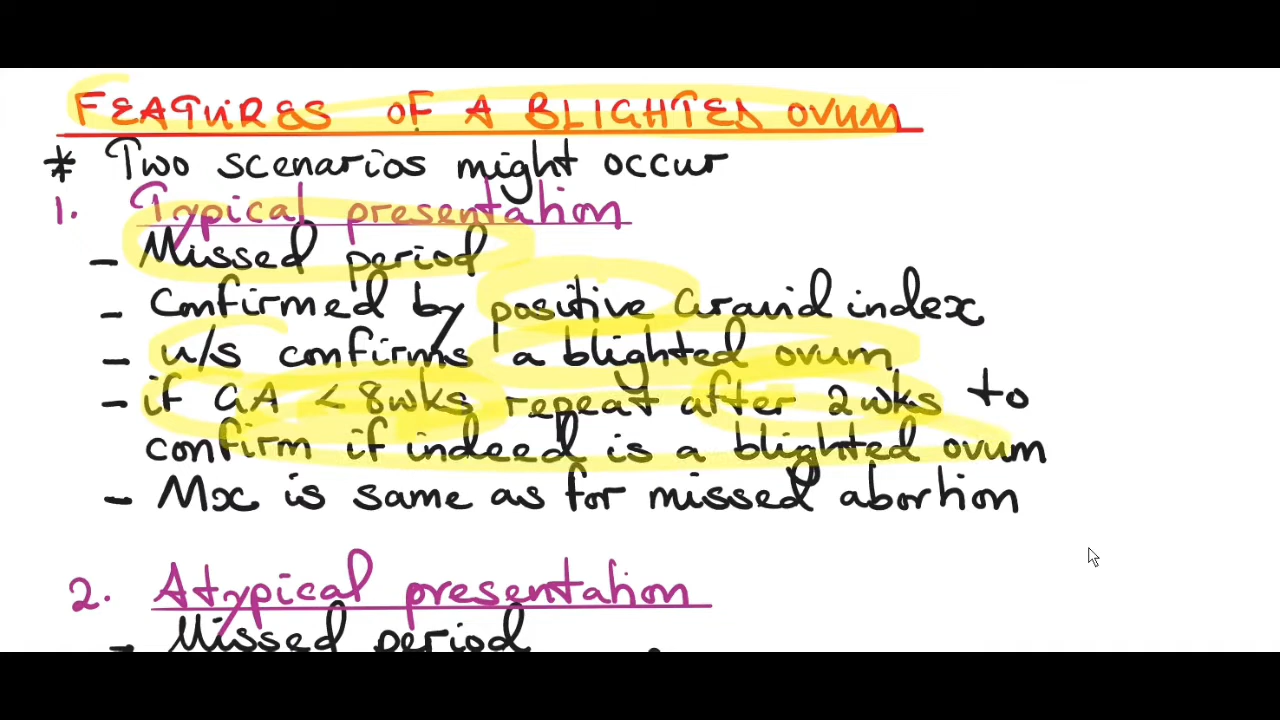 FEATURES OF A BLIGHTED OVUM
* Two scenarios might occur
1. Typical presentation
- Missed period
- Confirmed by positive Gravid index
- u/s confirms a blighted ovum
- if GA < 8wks repeat after 2wks to
confirm if indeed is a blighted ovum
- Mx is same as for missed abortion
2. Atypical presentation
- Missed period